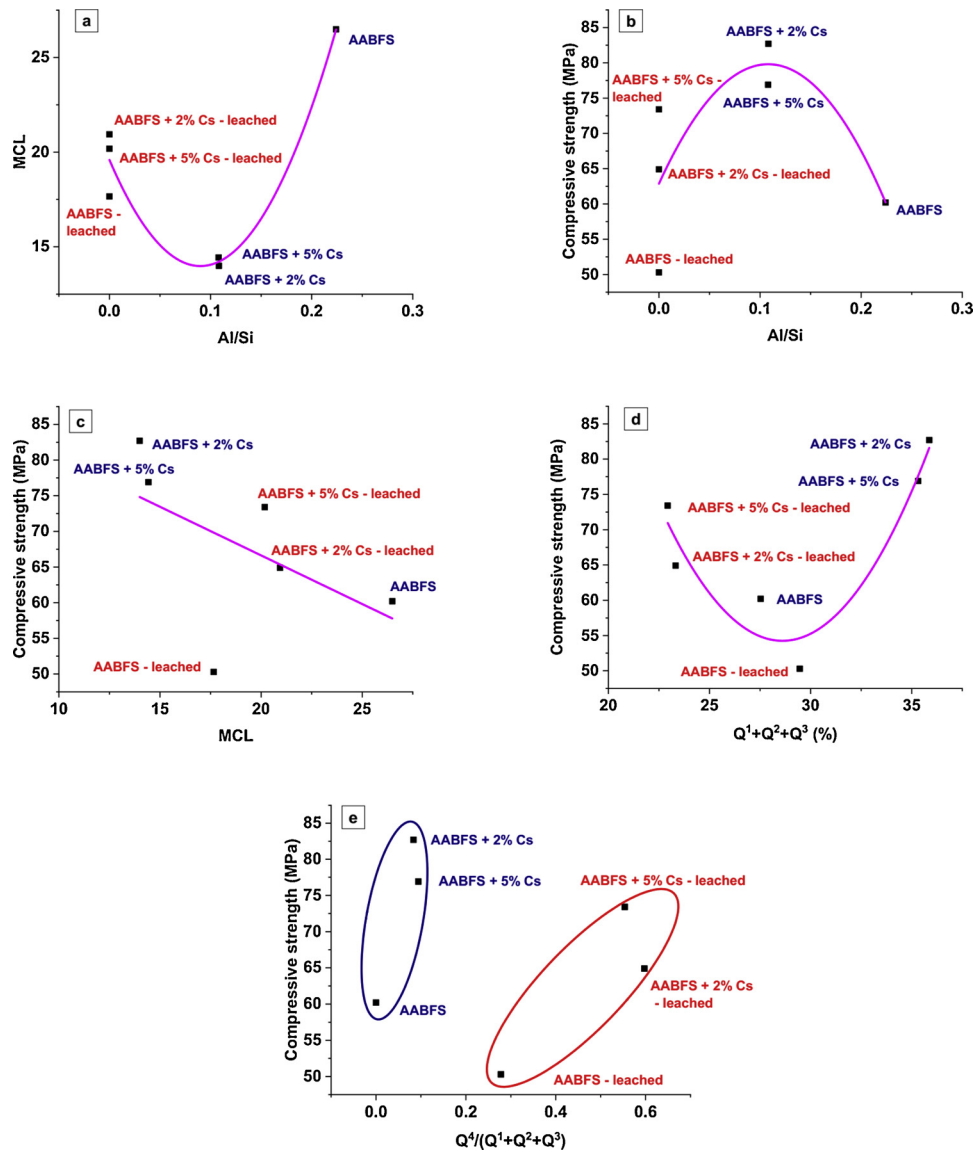 a
MCL
25
20
15
AABFS
AABFS + 2% Cs - leached
AABFS + 5% Cs - leached
AABFS -
leached
AABFS + 5% Cs
AABFS + 2% Cs
0.0 0.1 0.2 0.3
Al/Si
b
Compressive strength (MPa)
85
80
75
70
65
60
55
50
AABFS + 2% Cs
AABFS + 5% Cs -
leached
AABFS + 5% Cs
AABFS + 2% Cs - leached
AABFS
AABFS - leached
0.0 0.1 0.2 0.3
Al/Si
c
Compressive strength (MPa)
85
80
75
70
65
60
55
50
AABFS + 2% Cs
AABFS + 5% Cs
AABFS + 5% Cs - leached
AABFS + 2% Cs - leached
AABFS
AABFS - leached
10 15 20 25
MCL
d
Compressive strength (MPa)
85
80
75
70
65
60
55
50
AABFS + 2% Cs
AABFS + 5% Cs
AABFS + 5% Cs - leached
AABFS + 2% Cs - leached
AABFS
AABFS - leached
20 25 30 35
Q¹+Q²+Q³ (%)
e
Compressive strength (MPa)
85
80
75
70
65
60
55
50
AABFS + 2% Cs
AABFS + 5% Cs
AABFS + 5% Cs - leached
AABFS + 2% Cs
- leached
AABFS
AABFS - leached
0.0 0.2 0.4 0.6
Q⁴/(Q¹+Q²+Q³)